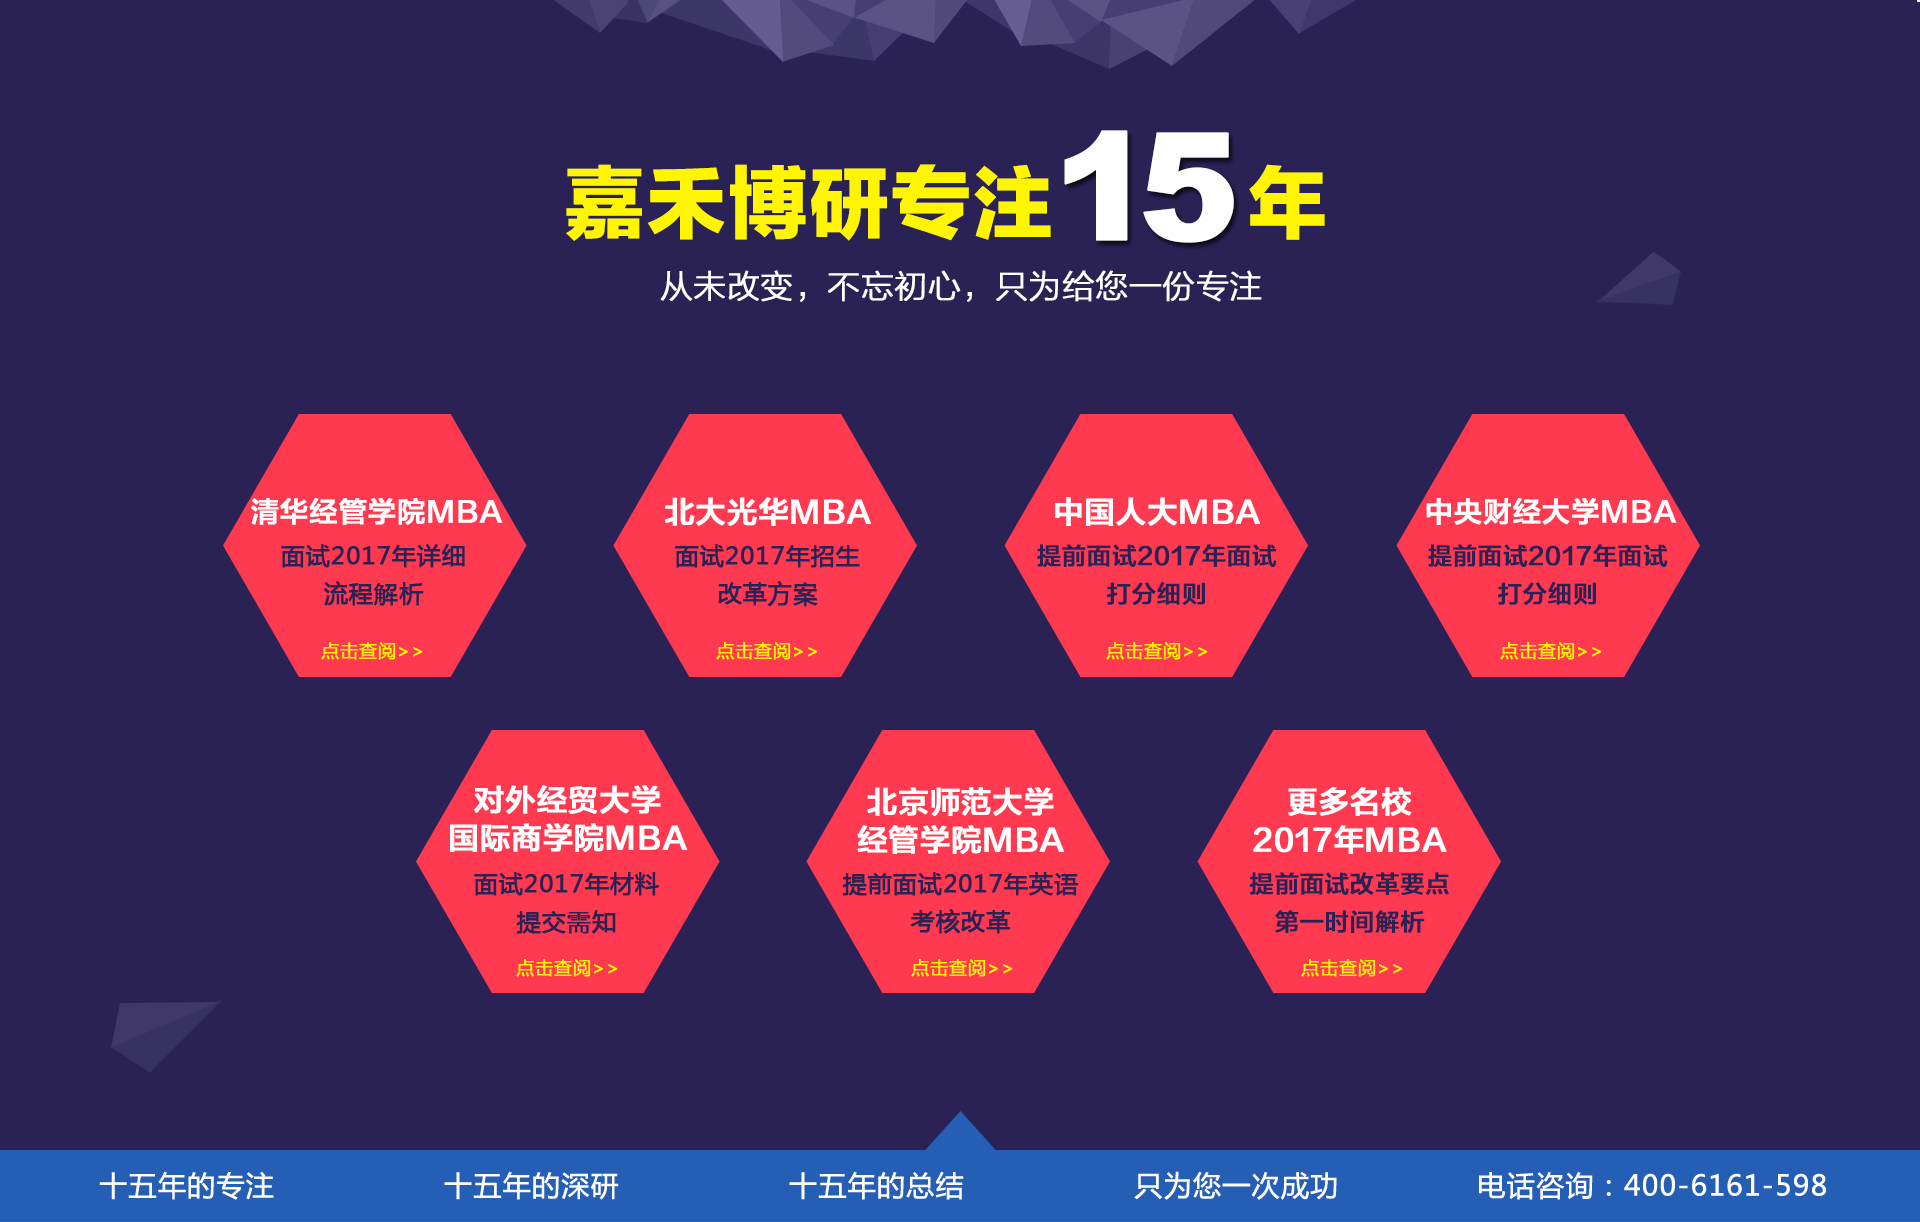 嘉禾博研专注15年
从未改变，不忘初心，只为给您一份专注
清华经管学院MBA
面试2017年详细
流程解析
点击查阅>>
北大光华MBA
面试2017年招生
改革方案
点击查阅>>
中国人大MBA
提前面试2017年面试
打分细则
点击查阅>>
中央财经大学MBA
提前面试2017年面试
打分细则
点击查阅>>
对外经贸大学
国际商学院MBA
面试2017年材料
提交需知
点击查阅>>
北京师范大学
经管学院MBA
提前面试2017年英语
考核改革
点击查阅>>
更多名校
2017年MBA
提前面试改革要点
第一时间解析
点击查阅>>
十五年的专注
十五年的深研
十五年的总结
只为您一次成功
电话咨询：400-6161-598